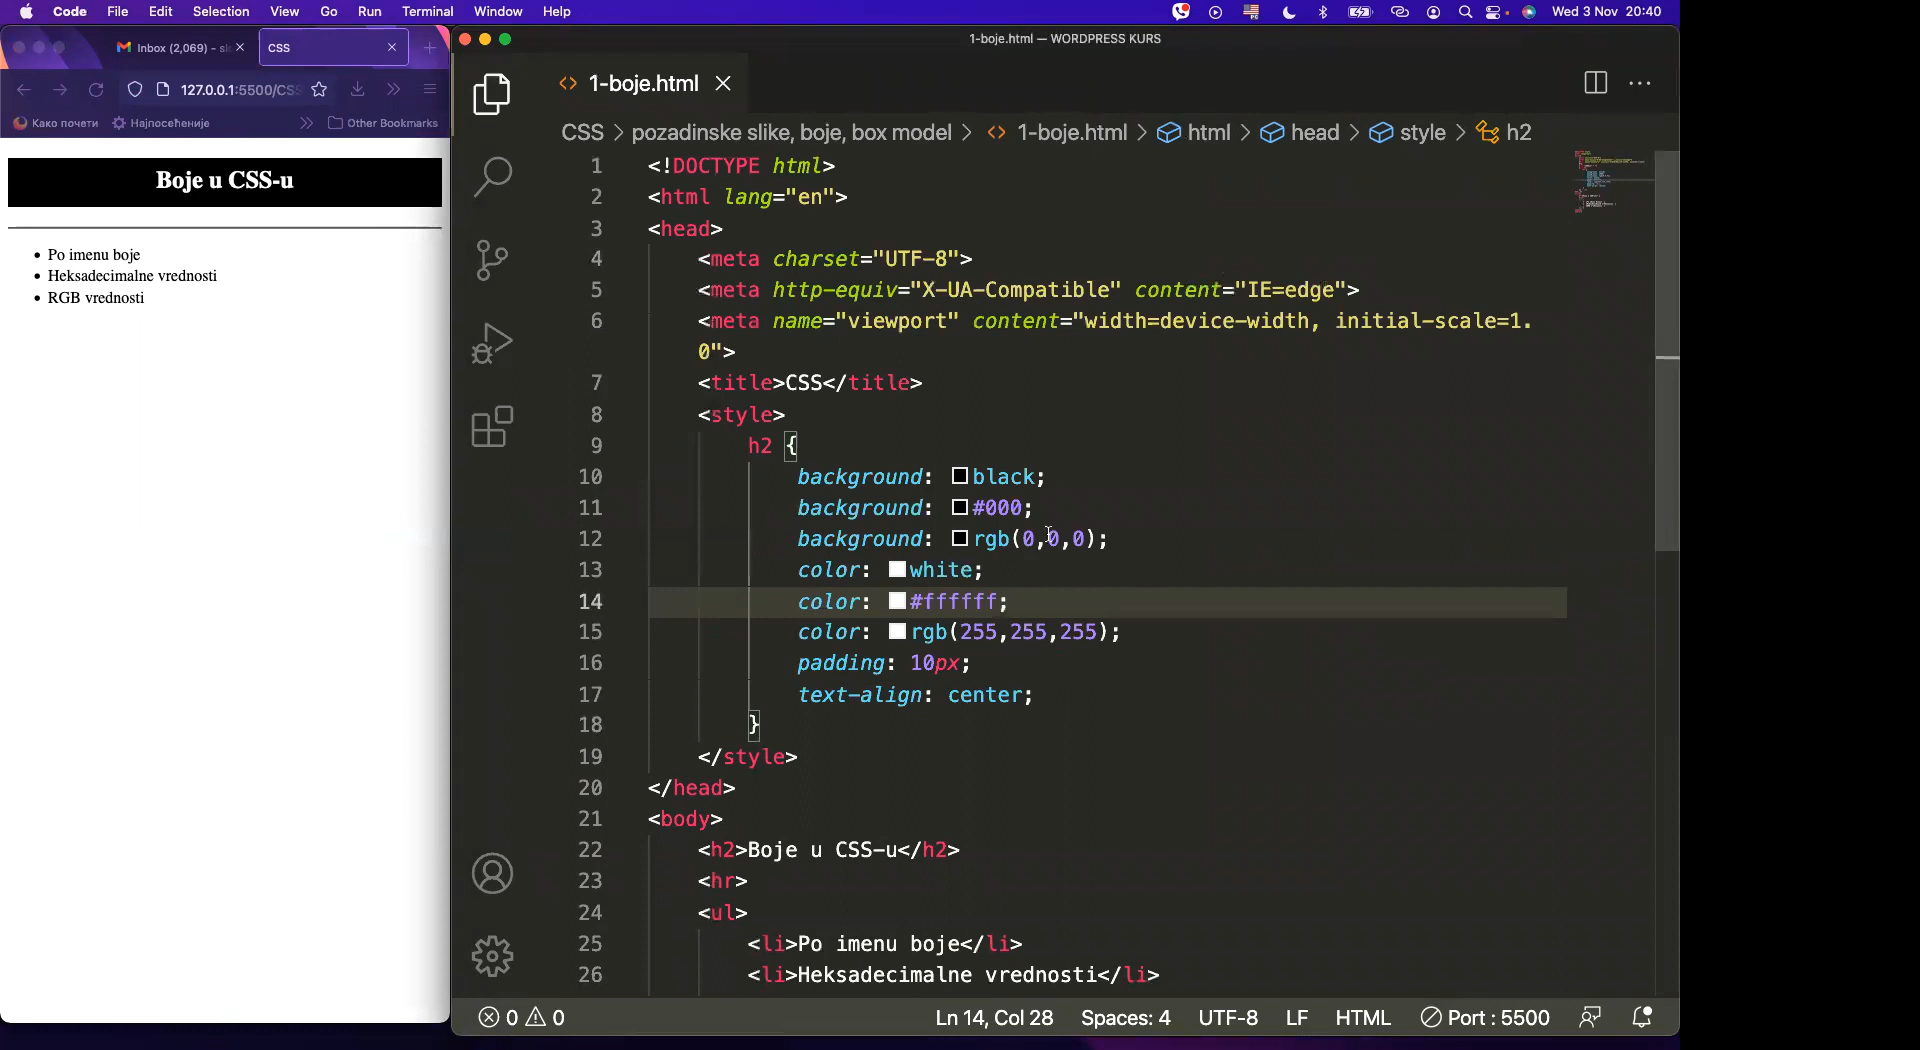 Code File Edit Selection View Go Run Terminal Window Help Wed 3 Nov 20:40
Inbox (2,069) - sl CSS
127.0.0.1:5500/CSS
Како почети Најпосећеније Other Bookmarks
Boje u CSS-u
Po imenu boje
Heksadecimalne vrednosti
RGB vrednosti
1-boje.html — WORDPRESS KURS
1-boje.html
CSS > pozadinske slike, boje, box model > 1-boje.html > html > head > style > h2
1 <!DOCTYPE html>
2 <html lang="en">
3 <head>
4 <meta charset="UTF-8">
5 <meta http-equiv="X-UA-Compatible" content="IE=edge">
6 <meta name="viewport" content="width=device-width, initial-scale=1.
0">
7 <title>CSS</title>
8 <style>
9 h2 {
10 background: black;
11 background: #000;
12 background: rgb(0,0,0);
13 color: white;
14 color: #ffffff;
15 color: rgb(255,255,255);
16 padding: 10px;
17 text-align: center;
18 }
19 </style>
20 </head>
21 <body>
22 <h2>Boje u CSS-u</h2>
23 <hr>
24 <ul>
25 <li>Po imenu boje</li>
26 <li>Heksadecimalne vrednosti</li>
0 0 Ln 14, Col 28 Spaces: 4 UTF-8 LF HTML Port : 5500